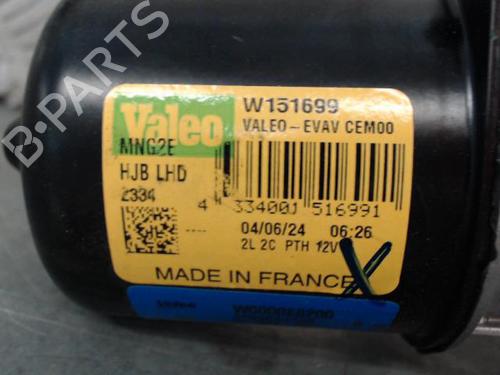 Valeo
W151699
VALEO-EVAV CEM00
MNG2E
HJB LHD
2334
4 334001 516991
04/06/24 06:26
2L 2C PTH 12V
MADE IN FRANCE